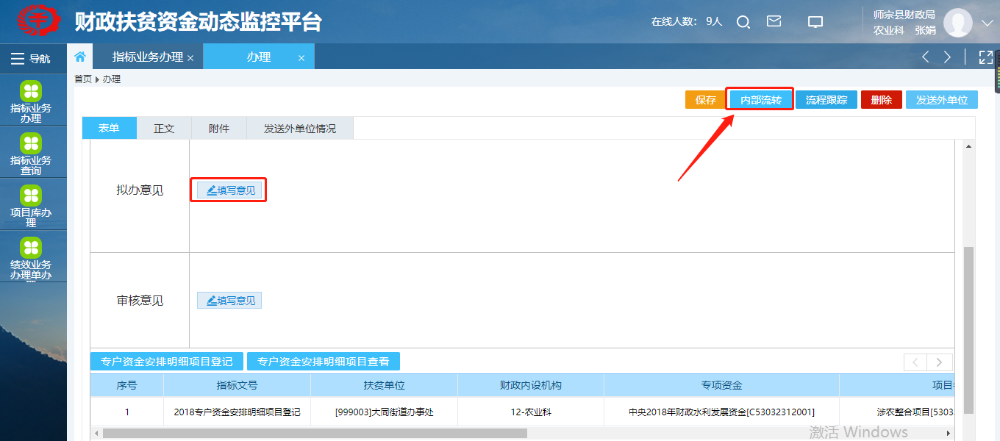 财政扶贫资金动态监控平台
在线人数: 9人
师宗县财政局
农业科 张娟
导航
指标业务办理 ×
办理 ×
首页 办理
指标业务
办理
指标业务
查询
项目库办
理
绩效业务
办理单办
保存
内部流转
流程跟踪
删除
发送外单位
表单
正文
附件
发送外单位情况
拟办意见
填写意见
审核意见
填写意见
专户资金安排明细项目登记
专户资金安排明细项目查看
序号 指标文号 扶贫单位 财政内设机构 专项资金 项目
1 2018专户资金安排明细项目登记 [999003]大同街道办事处 12-农业科 中央2018年财政水利发展资金[C53032312001] 涉农整合项目[5303
激活 Windows